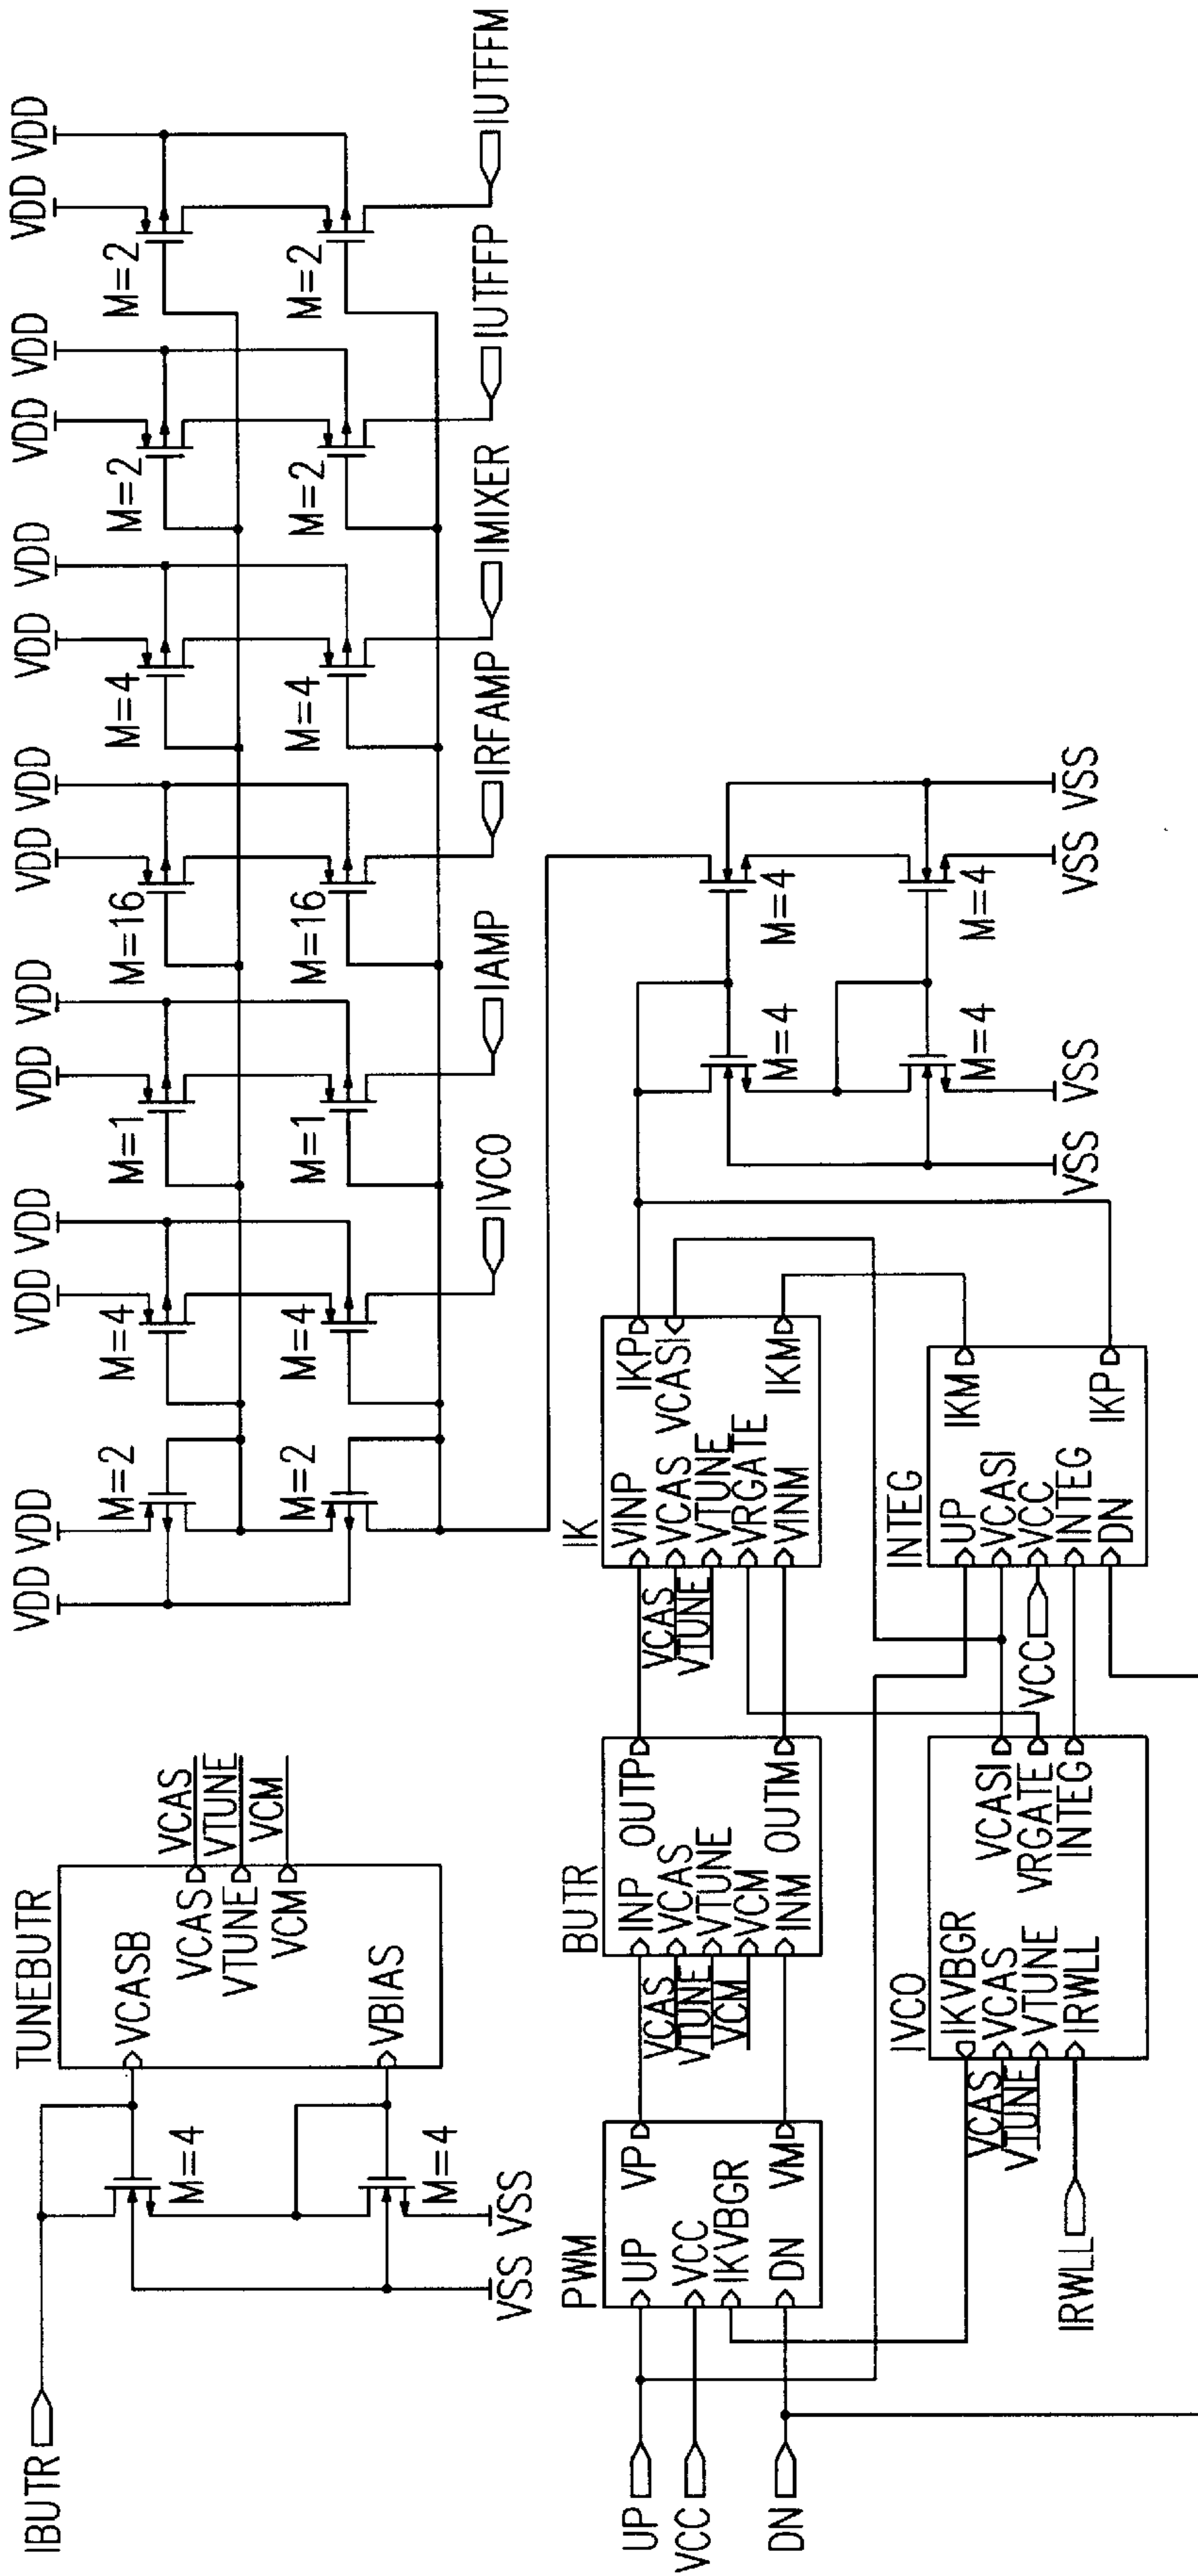 IBUTR
TUNEBUTR
VCASB
VBIAS
VCAS
VTUNE
VCM
VCAS
VTUNE
VCM
M=4
M=4
VSS VSS
VDD VDD
VDD VDD
VDD VDD
VDD VDD
VDD VDD
VDD VDD
VDD VDD
M=2
M=4
M=1
M=16
M=4
M=2
M=2
M=2
M=4
M=1
M=16
M=4
M=2
M=2
IVCO
IAMP
IRFAMP
IMIXER
IUTFFP
IUTFFM
UP
VCC
DN
PWM
UP
VCC
IKVBGR
DN
VP
VM
BUTR
INP
VCAS
VTUNE
VCM
INM
OUTP
OUTM
VCAS
VTUNE
VCM
IK
VINP
VCAS
VTUNE
VRGATE
VINM
IKP
VCASI
IKM
VCAS
VTUNE
M=4
M=4
M=4
M=4
VSS
VSS
VSS
VSS
IVCO
IKVBGR
VCAS
VTUNE
IRWLL
VCASI
VRGATE
INTEG
VCAS
VTUNE
IRWLL
INTEG
UP
VCASI
VCC
INTEG
DN
IKM
IKP
VCC